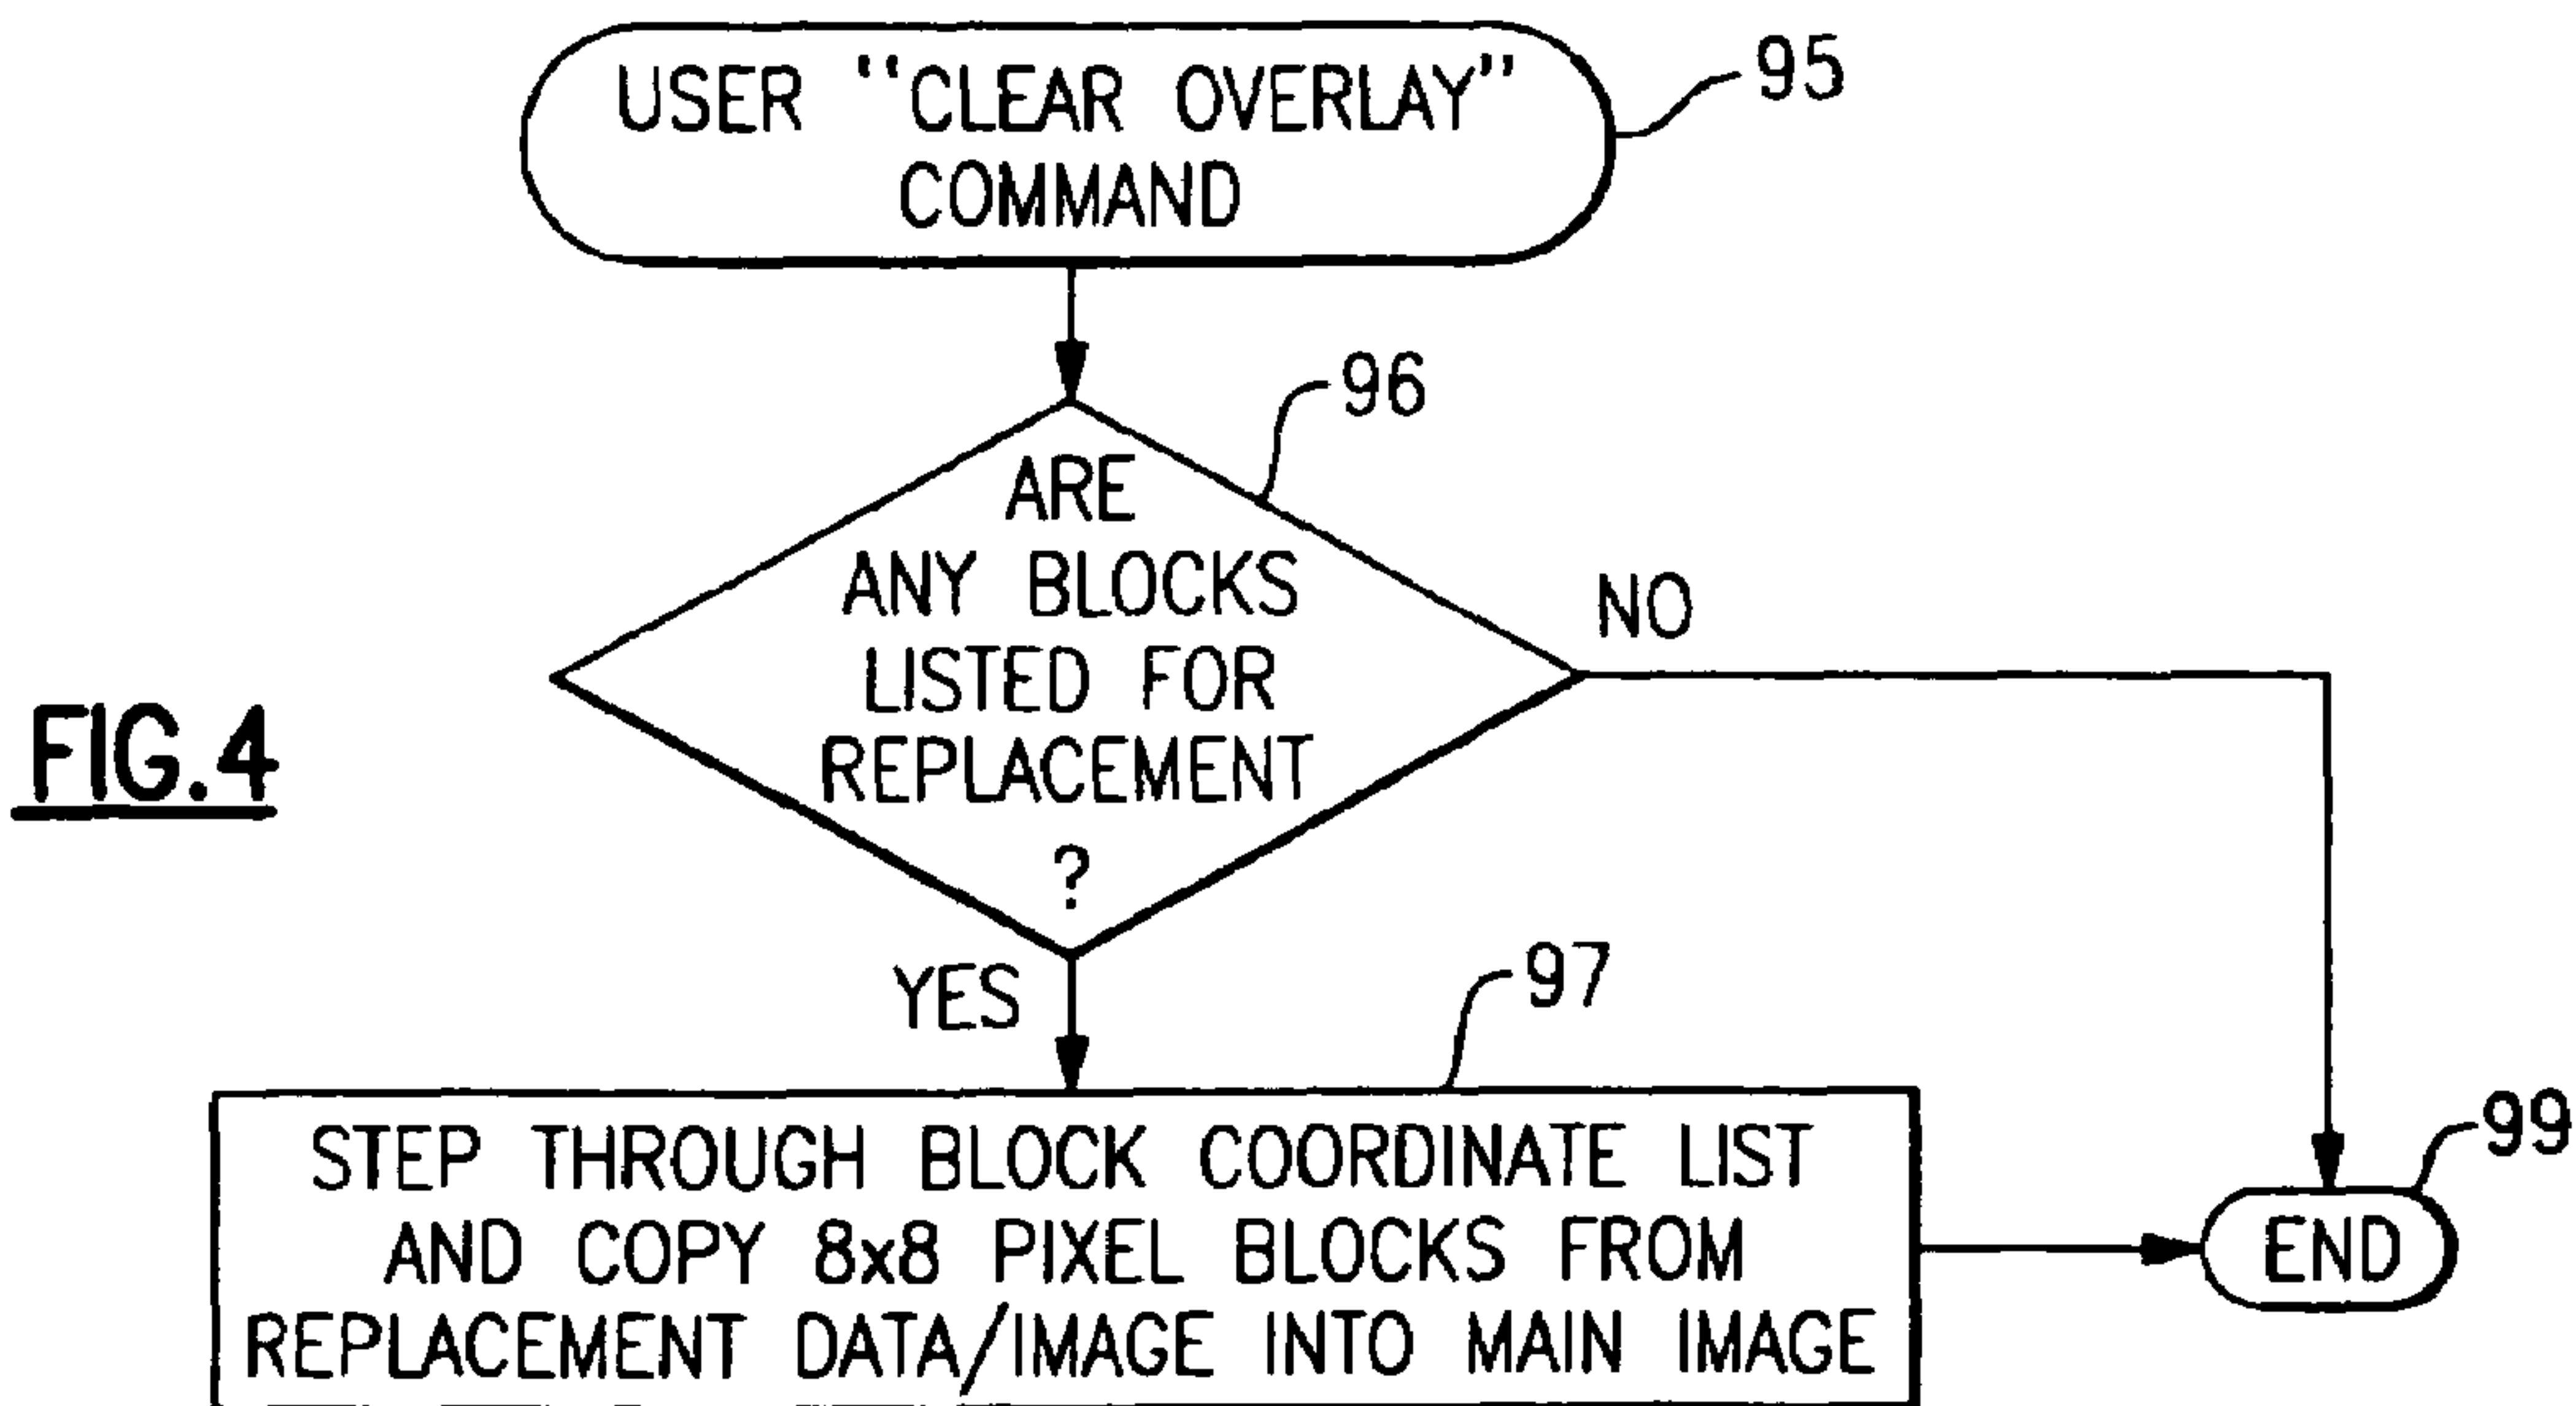 USER "CLEAR OVERLAY"
COMMAND
95
96
ARE
ANY BLOCKS
LISTED FOR
REPLACEMENT
?
NO
YES
FIG.4
97
STEP THROUGH BLOCK COORDINATE LIST
AND COPY 8x8 PIXEL BLOCKS FROM
REPLACEMENT DATA/IMAGE INTO MAIN IMAGE
99
END